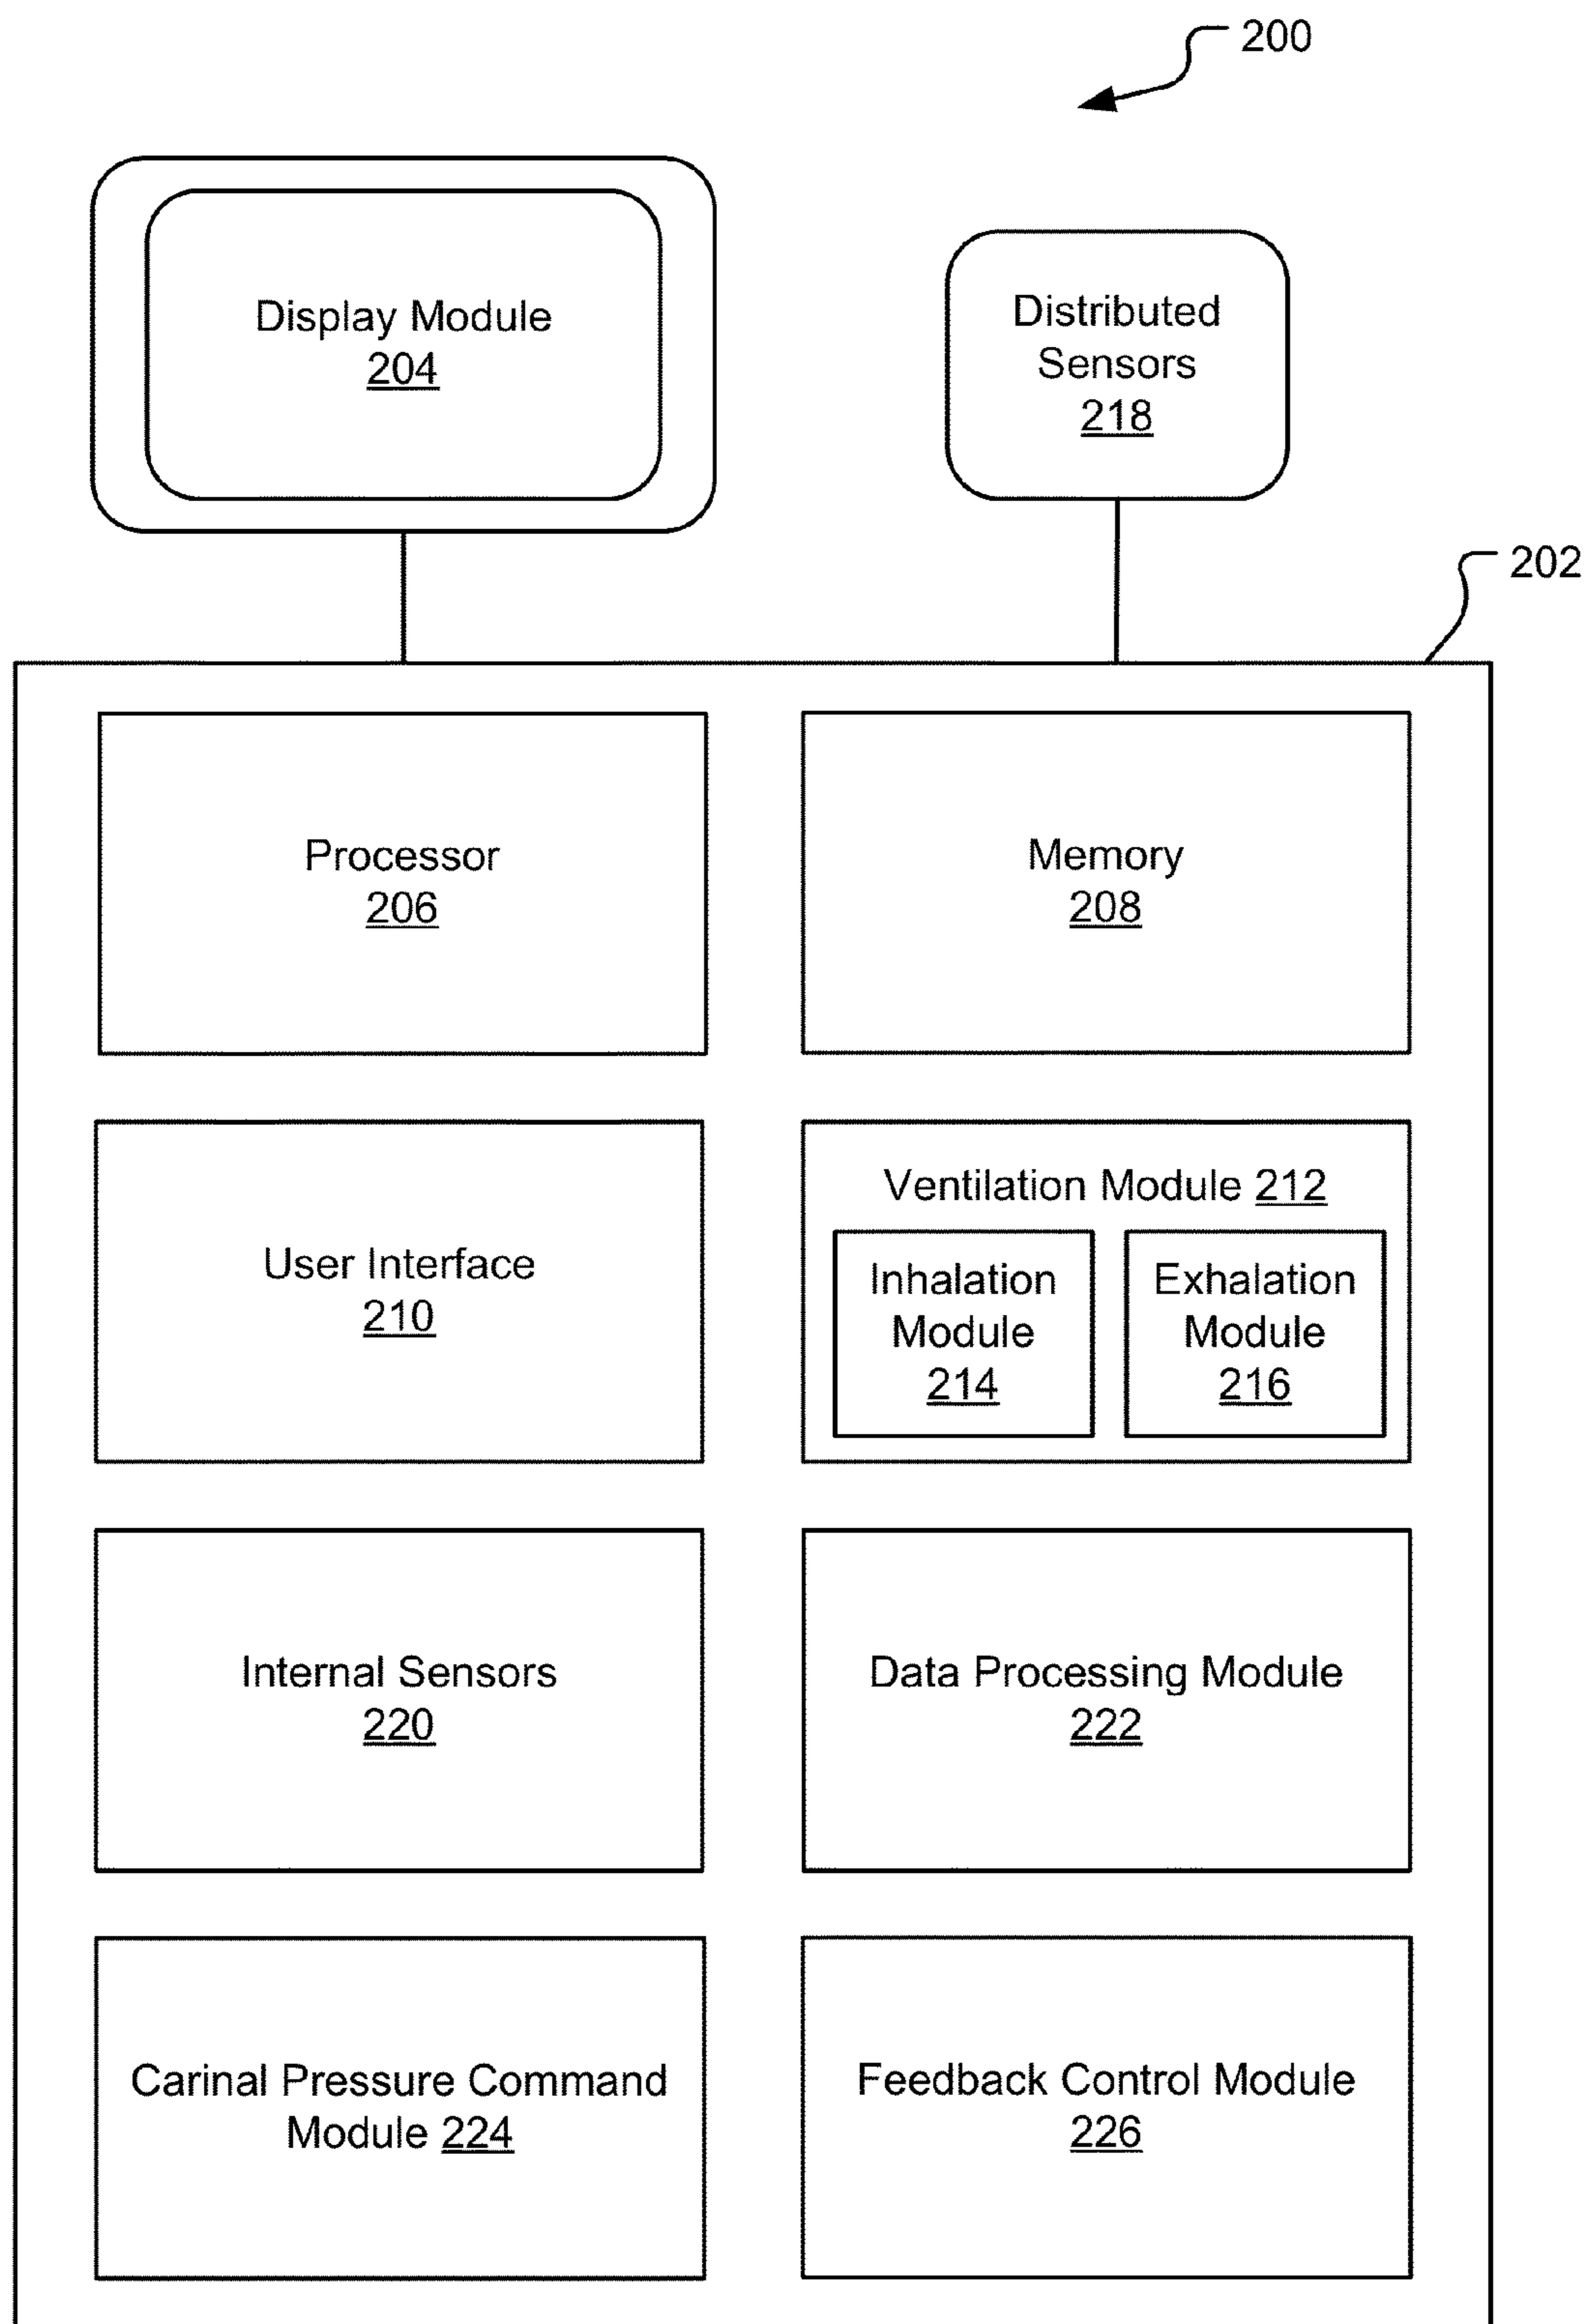 200
Display Module
204
Distributed
Sensors
218
202
Processor
206
Memory
208
User Interface
210
Ventilation Module 212
Inhalation
Module
214
Exhalation
Module
216
Internal Sensors
220
Data Processing Module
222
Carinal Pressure Command
Module 224
Feedback Control Module
226